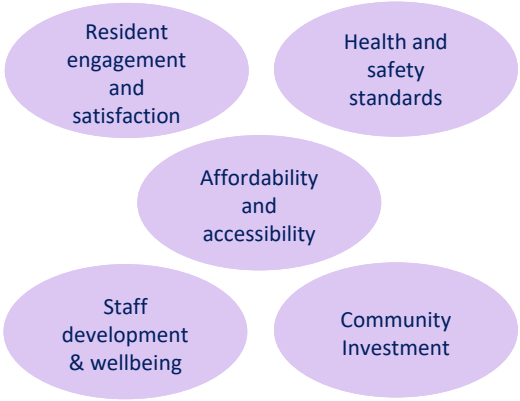 Resident
engagement
and
satisfaction
Health and
safety
standards
Affordability
and
accessibility
Staff
development
& wellbeing
Community
Investment